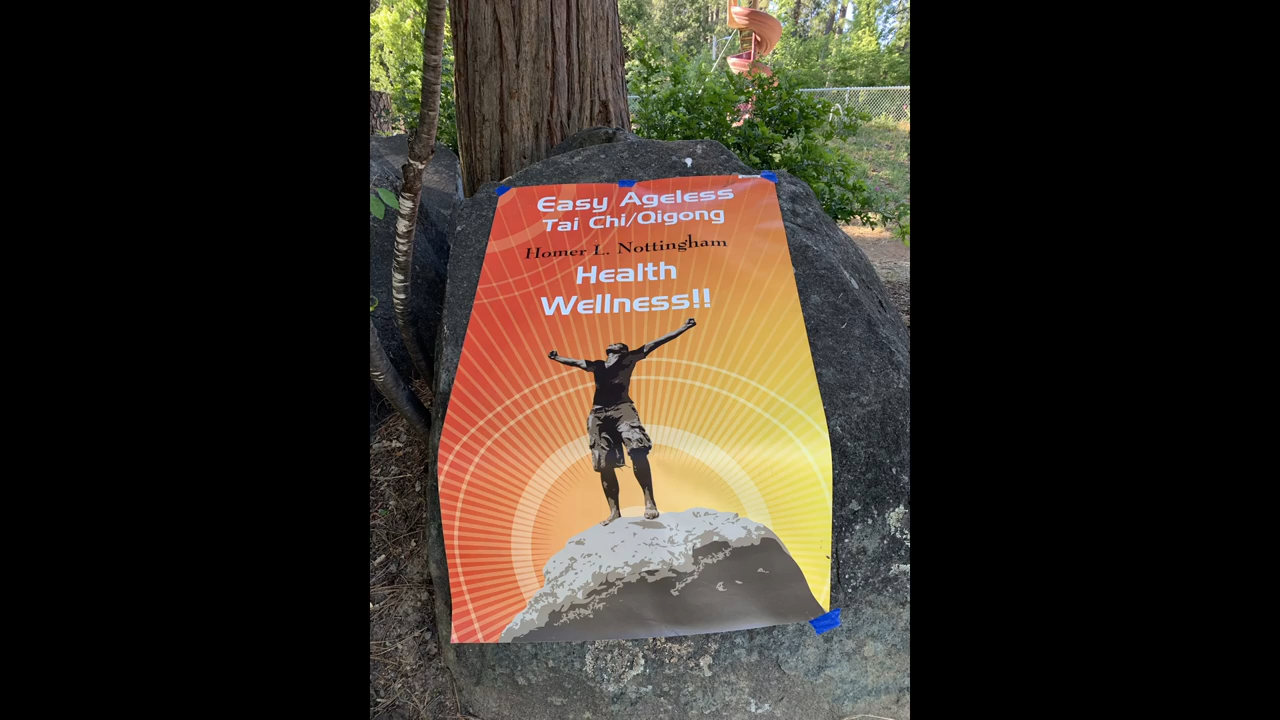 Easy Ageless
Tai Chi/Qigong
Homer L. Nottingham
Health
Wellness!!